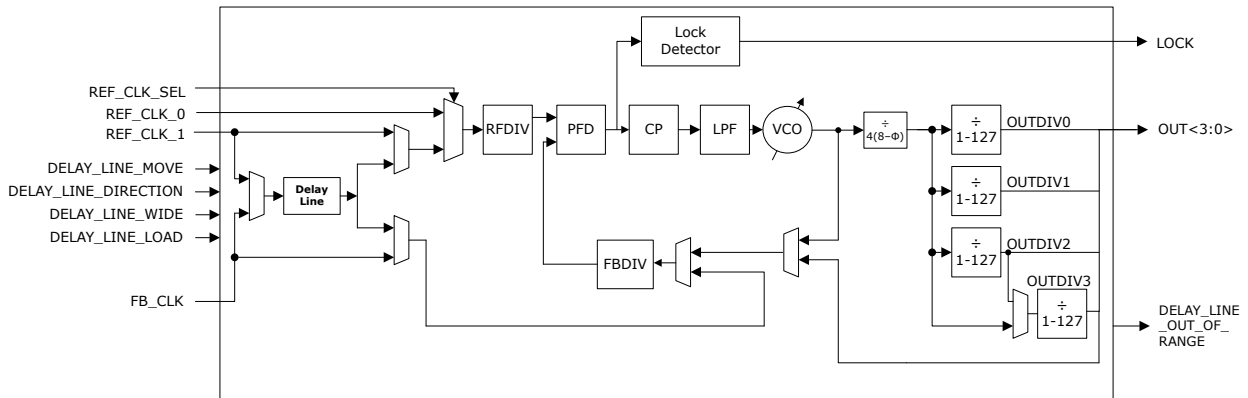 Lock
Detector
LOCK
REF_CLK_SEL
REF_CLK_0
REF_CLK_1
RFDIV
PFD
CP
LPF
VCO
÷
4(8-Φ)
÷
1-127
OUTDIV0
OUT<3:0>
DELAY_LINE_MOVE
DELAY_LINE_DIRECTION
DELAY_LINE_WIDE
DELAY_LINE_LOAD
Delay
Line
÷
1-127
OUTDIV1
÷
1-127
OUTDIV2
FBDIV
OUTDIV3
÷
1-127
FB_CLK
DELAY_LINE
_OUT_OF_
RANGE